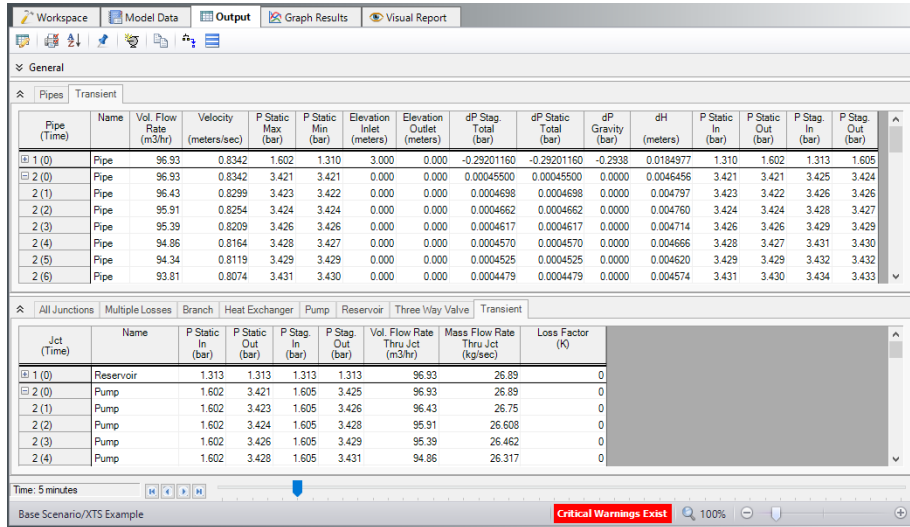 Workspace Model Data Output Graph Results Visual Report
General
Pipes Transient
Pipe (Time) Name Vol. Flow Rate (m3/hr) Velocity (meters/sec) P Static Max (bar) P Static Min (bar) Elevation Inlet (meters) Elevation Outlet (meters) dP Stag. Total (bar) dP Static Total (bar) dP Gravity (bar) dH (meters) P Static In (bar) P Static Out (bar) P Stag. In (bar) P Stag. Out (bar)
1 (0) Pipe 96.93 0.8342 1.602 1.310 3.000 0.000 -0.29201160 -0.29201160 -0.2938 0.0184977 1.310 1.602 1.313 1.605
2 (0) Pipe 96.93 0.8342 3.421 3.421 0.000 0.000 0.00045500 0.00045500 0.0000 0.0046456 3.421 3.421 3.425 3.424
2 (1) Pipe 96.43 0.8299 3.423 3.422 0.000 0.000 0.0004698 0.0004698 0.0000 0.004797 3.423 3.422 3.426 3.426
2 (2) Pipe 95.91 0.8254 3.424 3.424 0.000 0.000 0.0004662 0.0004662 0.0000 0.004760 3.424 3.424 3.428 3.427
2 (3) Pipe 95.39 0.8209 3.426 3.426 0.000 0.000 0.0004617 0.0004617 0.0000 0.004714 3.426 3.426 3.429 3.429
2 (4) Pipe 94.86 0.8164 3.428 3.427 0.000 0.000 0.0004570 0.0004570 0.0000 0.004666 3.428 3.427 3.431 3.430
2 (5) Pipe 94.34 0.8119 3.429 3.429 0.000 0.000 0.0004525 0.0004525 0.0000 0.004620 3.429 3.429 3.432 3.432
2 (6) Pipe 93.81 0.8074 3.431 3.430 0.000 0.000 0.0004479 0.0004479 0.0000 0.004574 3.431 3.430 3.434 3.433
All Junctions Multiple Losses Branch Heat Exchanger Pump Reservoir Three Way Valve Transient
Jct (Time) Name P Static In (bar) P Static Out (bar) P Stag. In (bar) P Stag. Out (bar) Vol. Flow Rate Thru Jct (m3/hr) Mass Flow Rate Thru Jct (kg/sec) Loss Factor (K)
1 (0) Reservoir 1.313 1.313 1.313 1.313 96.93 26.89 0
2 (0) Pump 1.602 3.421 1.605 3.425 96.93 26.89 0
2 (1) Pump 1.602 3.423 1.605 3.426 96.43 26.75 0
2 (2) Pump 1.602 3.424 1.605 3.428 95.91 26.608 0
2 (3) Pump 1.602 3.426 1.605 3.429 95.39 26.462 0
2 (4) Pump 1.602 3.428 1.605 3.431 94.86 26.317 0
Time: 5 minutes
Base Scenario/XTS Example Critical Warnings Exist 100%